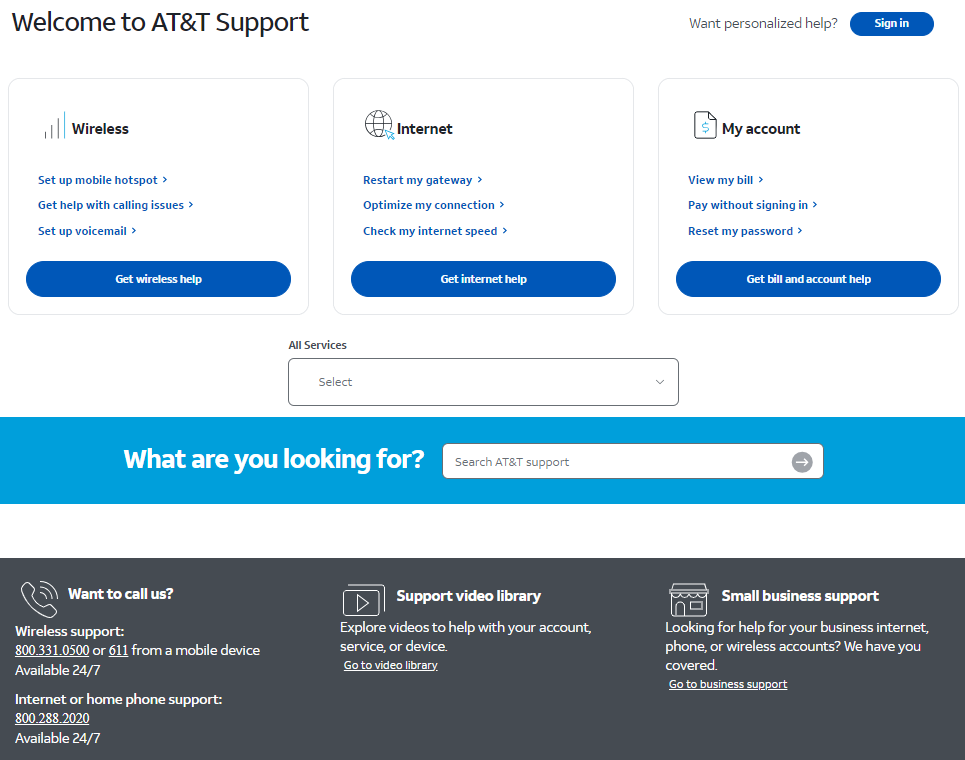 Welcome to AT&T Support
Want personalized help?
Sign in
Wireless
Set up mobile hotspot
Get help with calling issues
Set up voicemail
Get wireless help
Internet
Restart my gateway
Optimize my connection
Check my internet speed
Get internet help
$
My account
View my bill
Pay without signing in
Reset my password
Get bill and account help
All Services
Select
What are you looking for?
Search AT&T support
Want to call us?
Wireless support:
800.331.0500 or 611 from a mobile device
Available 24/7
Internet or home phone support:
800.288.2020
Available 24/7
Support video library
Explore videos to help with your account,
service, or device.
Go to video library
Small business support
Looking for help for your business internet,
phone, or wireless accounts? We have you
covered.
Go to business support